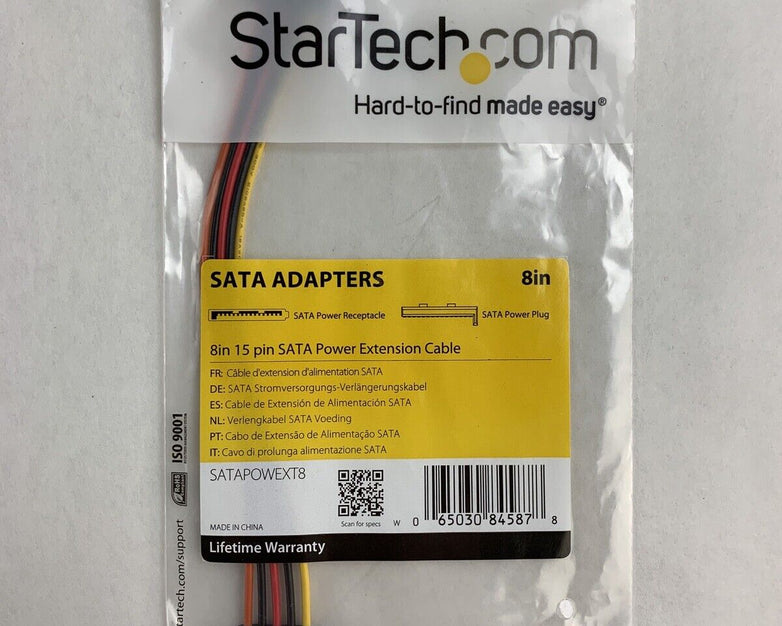 StarTech.com
Hard-to-find made easy®
SATA ADAPTERS 8in
SATA Power Receptacle SATA Power Plug
8in 15 pin SATA Power Extension Cable
FR: Câble d'extension d'alimentation SATA
DE: SATA Stromversorgungs-Verlängerungskabel
ES: Cable de Extensión de Alimentación SATA
NL: Verlengkabel SATA Voeding
PT: Cabo de Extensão de Alimentação SATA
IT: Cavo di prolunga alimentazione SATA
SATAPOWEXT8
MADE IN CHINA
Scan for specs W 0 65030 84587 8
Lifetime Warranty
ISO 9001
RoHS
artech.com/support